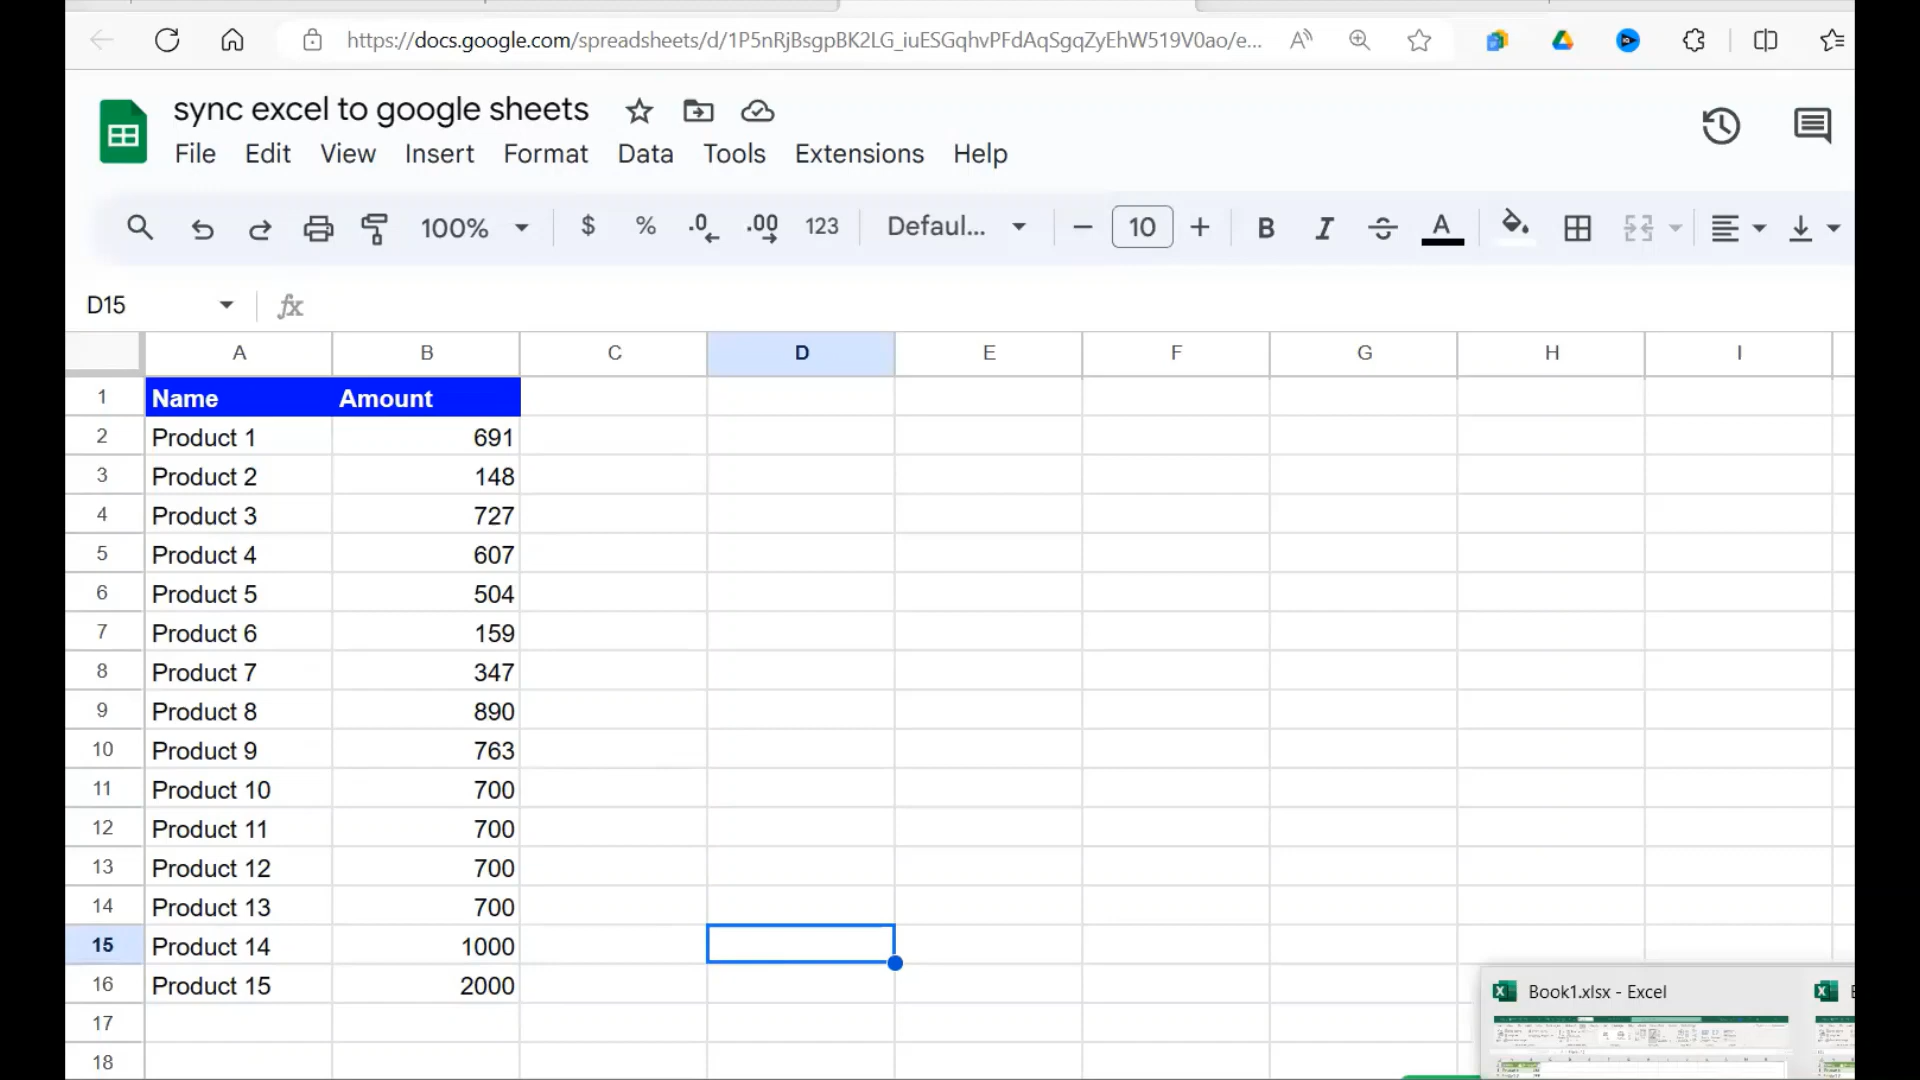 https://docs.google.com/spreadsheets/d/1P5nRjBsgpBK2LG_iuESGqhvPFdAqSgqZyEhW519V0ao/e...
sync excel to google sheets
File Edit View Insert Format Data Tools Extensions Help
100% $ % .0 .00 123 Defaul... 10 B I S A
D15 fx
A B C D E F G H I
1 Name Amount
2 Product 1 691
3 Product 2 148
4 Product 3 727
5 Product 4 607
6 Product 5 504
7 Product 6 159
8 Product 7 347
9 Product 8 890
10 Product 9 763
11 Product 10 700
12 Product 11 700
13 Product 12 700
14 Product 13 700
15 Product 14 1000
16 Product 15 2000
17
18
Book1.xlsx - Excel